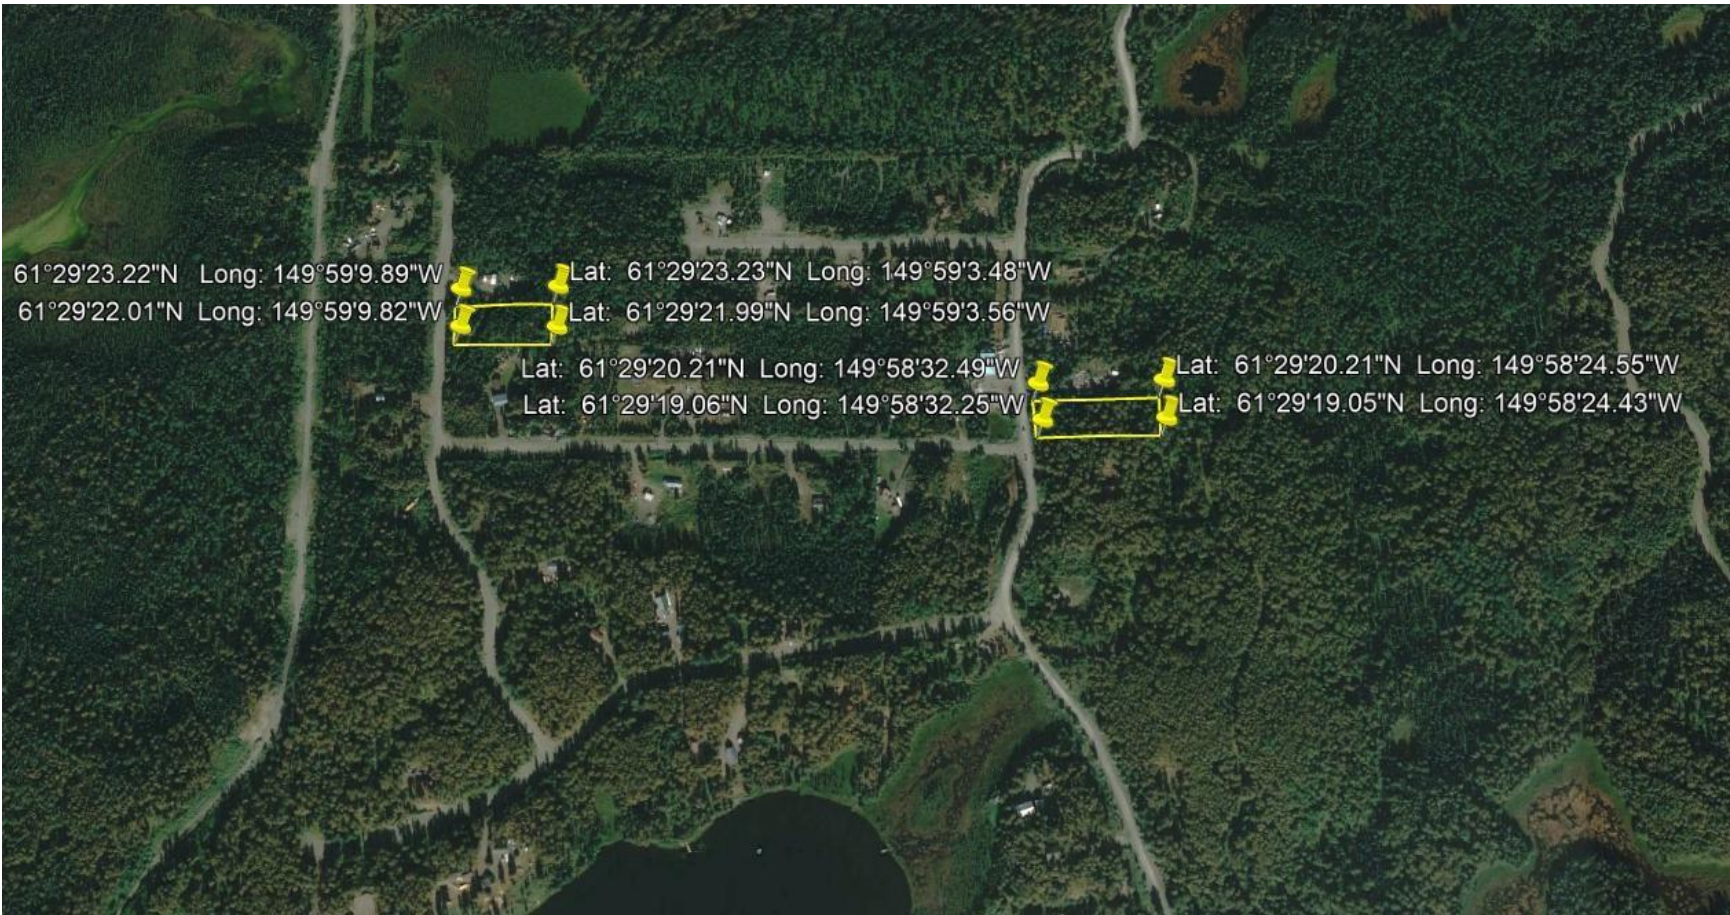 61°29'23.22"N Long: 149°59'9.89"W
Lat: 61°29'23.23"N Long: 149°59'3.48"W
61°29'22.01"N Long: 149°59'9.82"W
Lat: 61°29'21.99"N Long: 149°59'3.56"W
Lat: 61°29'20.21"N Long: 149°58'32.49"W
Lat: 61°29'20.21"N Long: 149°58'24.55"W
Lat: 61°29'19.06"N Long: 149°58'32.25"W
Lat: 61°29'19.05"N Long: 149°58'24.43"W